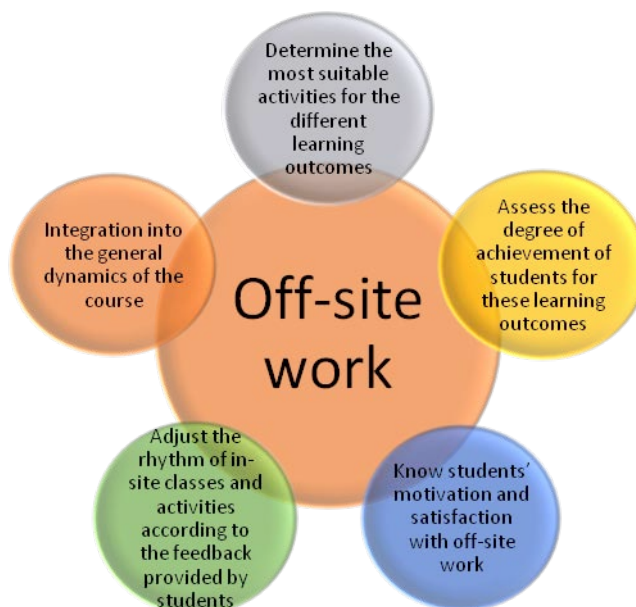 Determine the
most suitable
activities for the
different
learning
outcomes
Assess the
degree of
achievement of
students for
these learning
outcomes
Know students'
motivation and
satisfaction
with off-site
work
Adjust the
rhythm of in-
site classes and
activities
according to
the feedback
provided by
students
Integration into
the general
dynamics of the
course
Off-site
work